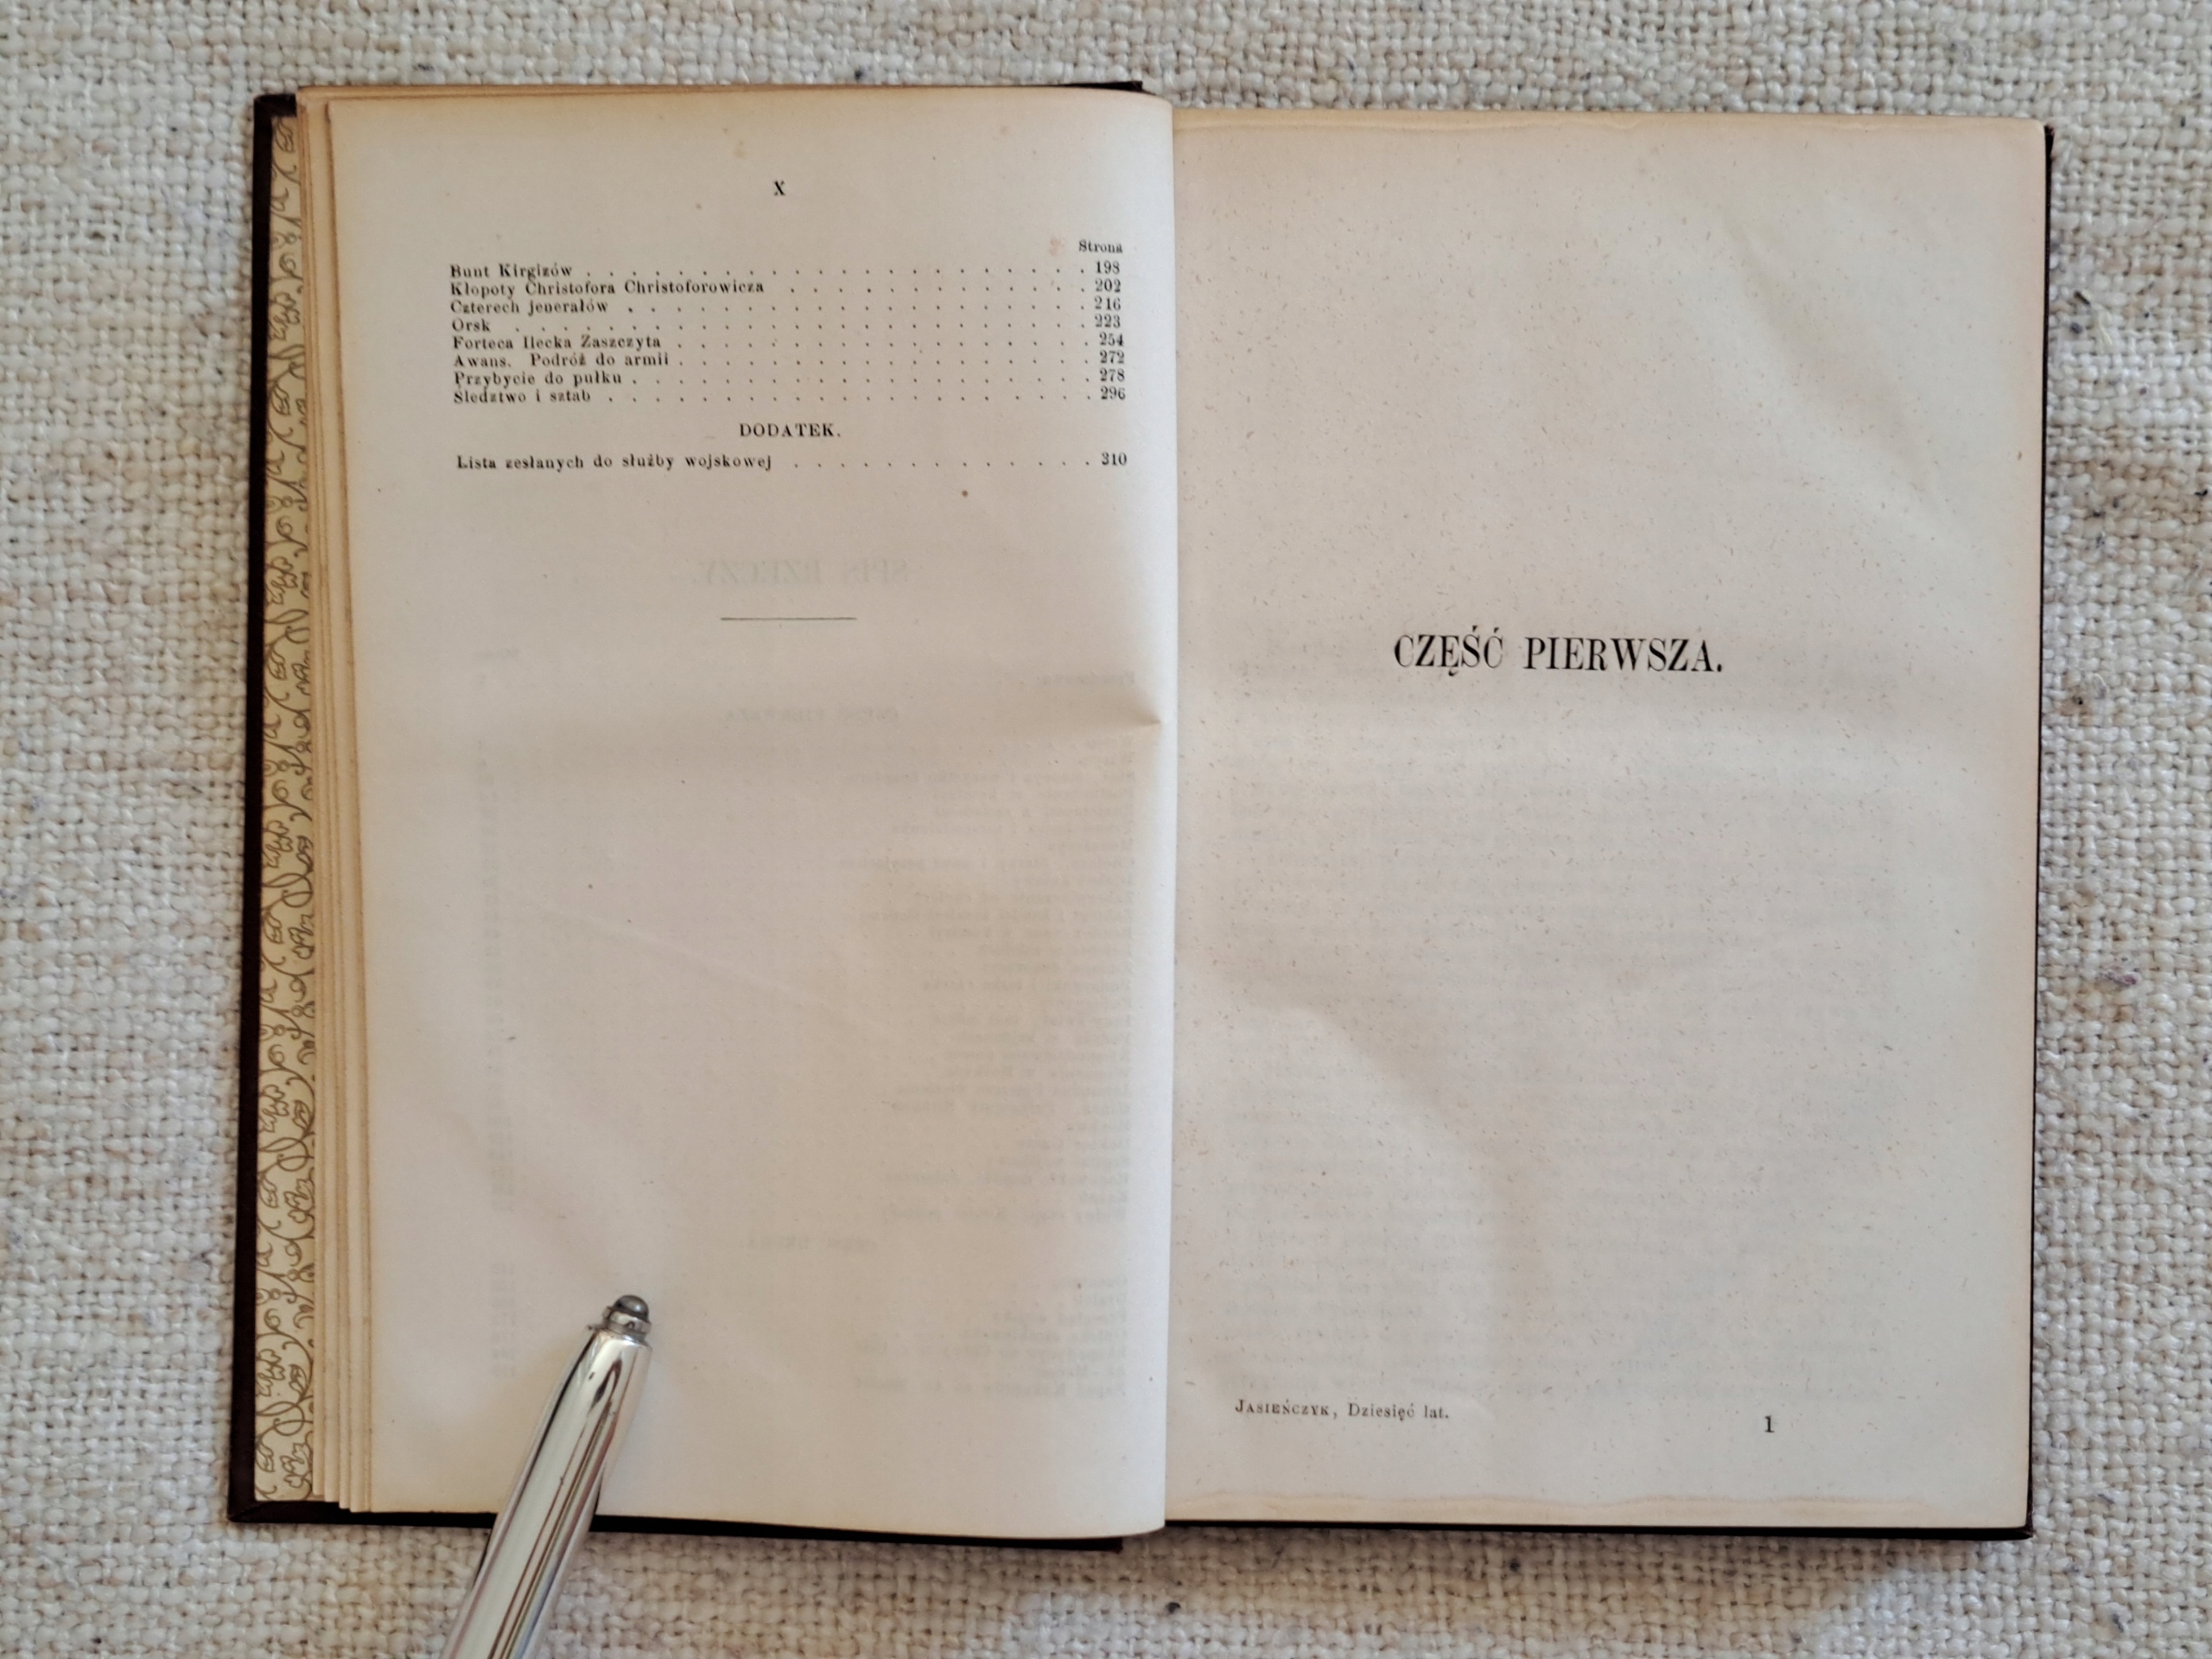 X
Strona
Bunt Kirgizów . . . . . . . . . . . . . . . . . . 198
Kłopoty Christofora Christoforowicza . . . . . . . . . . . 202
Czterech jenerałów . . . . . . . . . . . . . . . . 216
Orsk . . . . . . . . . . . . . . . . . . . . 223
Forteca Ilecka Zaszczyta . . . . . . . . . . . . . . . 254
Awans. Podróż do armii . . . . . . . . . . . . . . . 272
Przybycie do pułku . . . . . . . . . . . . . . . . 278
Śledztwo i sztab . . . . . . . . . . . . . . . . . 296
DODATEK.
Lista zesłanych do służby wojskowej . . . . . . . . . . . 310
CZĘŚĆ PIERWSZA.
JASIEŃCZYK, Dziesięć lat.
1